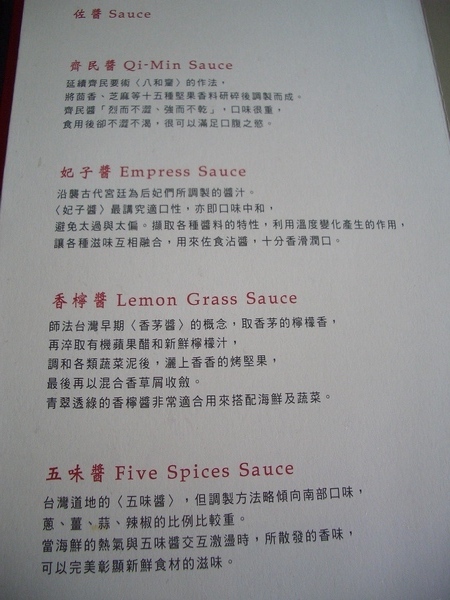 佐醬 Sauce
齊民醬 Qi-Min Sauce
延續齊民要術〈八和齏〉的作法，
將茴香、芝麻等十五種堅果香料研碎後調製而成。
齊民醬「烈而不澀、強而不乾」，口味很重，
食用後卻不澀不渴，很可以滿足口腹之慾。
妃子醬 Empress Sauce
沿襲古代宮廷為后妃們所調製的醬汁。
〈妃子醬〉最講究適口性，亦即口味中和，
避免太過與太偏。擷取各種醬料的特性，利用溫度變化產生的作用，
讓各種滋味互相融合，用來佐食沾醬，十分香滑潤口。
香檸醬 Lemon Grass Sauce
師法台灣早期〈香茅醬〉的概念，取香茅的檸檬香，
再淬取有機蘋果醋和新鮮檸檬汁，
調和各類蔬菜泥後，灑上香香的烤堅果，
最後再以混合香草屑收斂。
青翠透綠的香檸醬非常適合用來搭配海鮮及蔬菜。
五味醬 Five Spices Sauce
台灣道地的〈五味醬〉，但調製方法略傾向南部口味，
蔥、薑、蒜、辣椒的比例比較重。
當海鮮的熱氣與五味醬交互激盪時，所散發的香味，
可以完美彰顯新鮮食材的滋味。